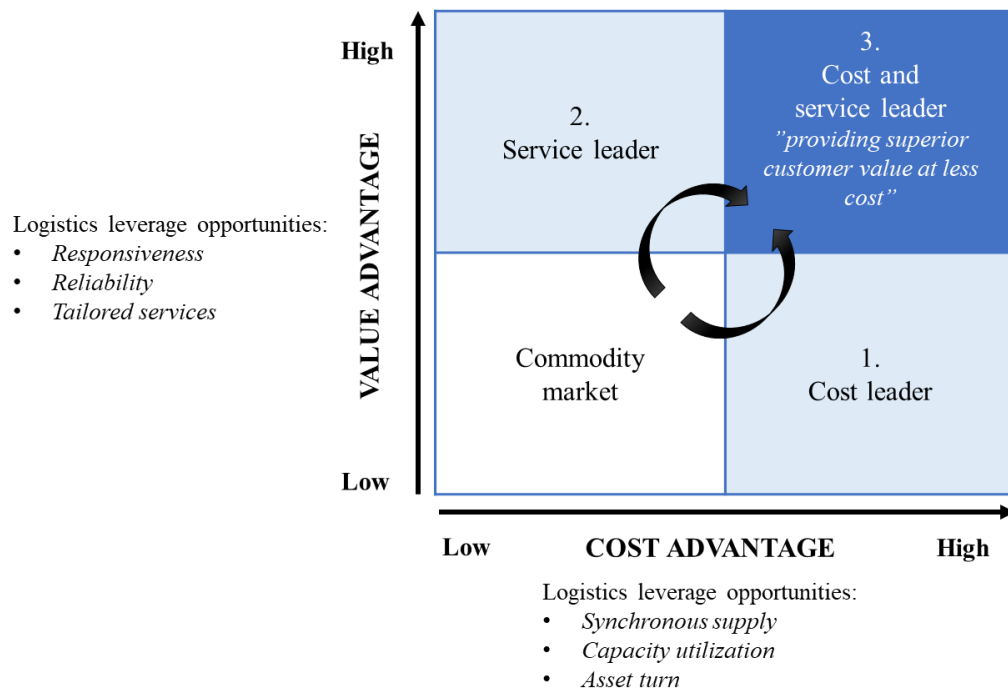 High
VALUE ADVANTAGE
Low
Logistics leverage opportunities:
• Responsiveness
• Reliability
• Tailored services
2.
Service leader
3.
Cost and
service leader
”providing superior
customer value at less
cost”
Commodity
market
1.
Cost leader
Low
COST ADVANTAGE
High
Logistics leverage opportunities:
• Synchronous supply
• Capacity utilization
• Asset turn